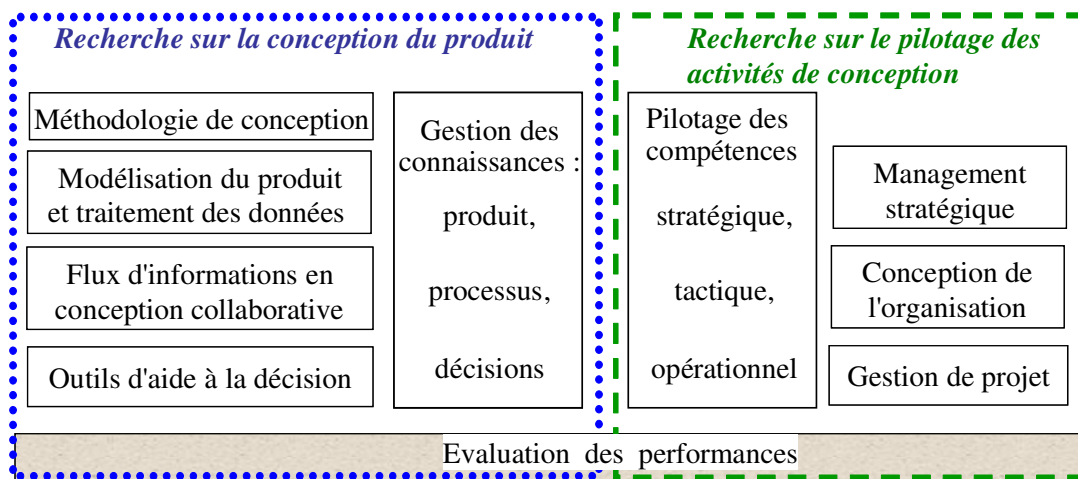 Recherche sur la conception du produit
Méthodologie de conception
Modélisation du produit
et traitement des données
Flux d'informations en
conception collaborative
Outils d'aide à la décision
Gestion des
connaissances :
produit,
processus,
décisions
Recherche sur le pilotage des
activités de conception
Pilotage des
compétences
stratégique,
tactique,
opérationnel
Management
stratégique
Conception de
l'organisation
Gestion de projet
Evaluation des performances